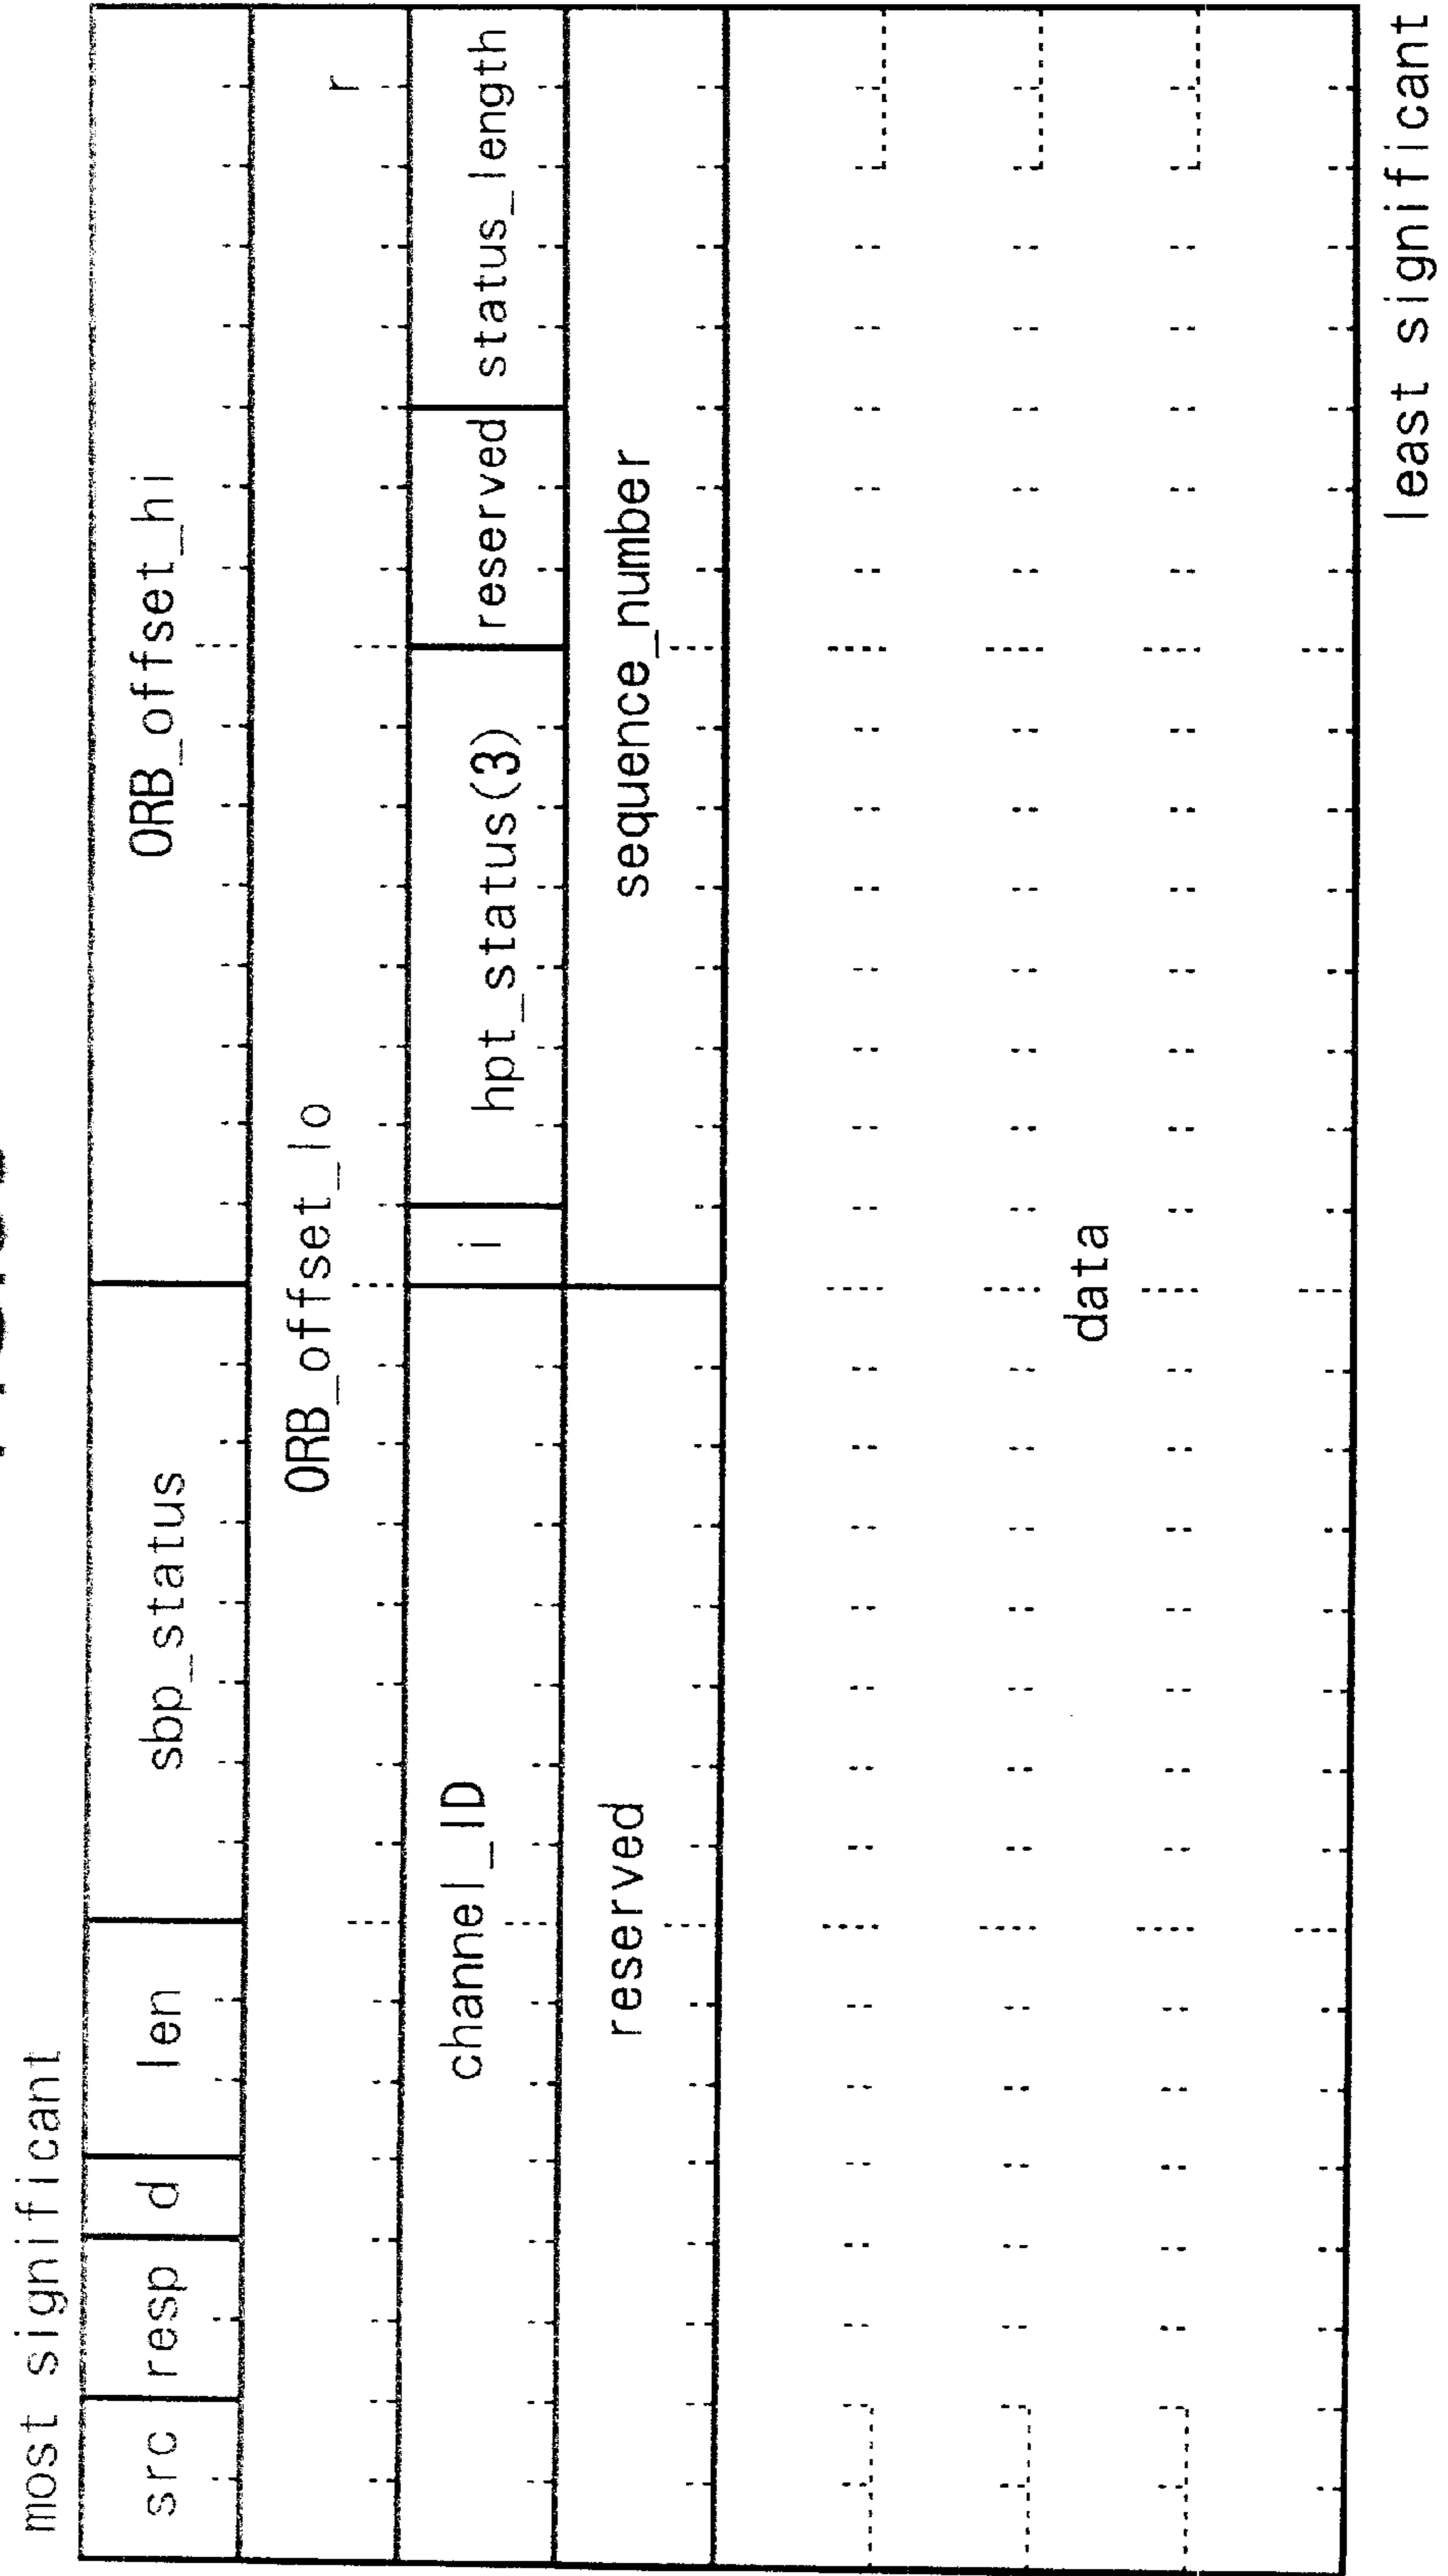 most significant
src resp d len sbp_status ORB_offset_hi
ORB_offset_lo r
channel_ID i hpt_status(3) reserved status_length
reserved sequence_number
data
least significant